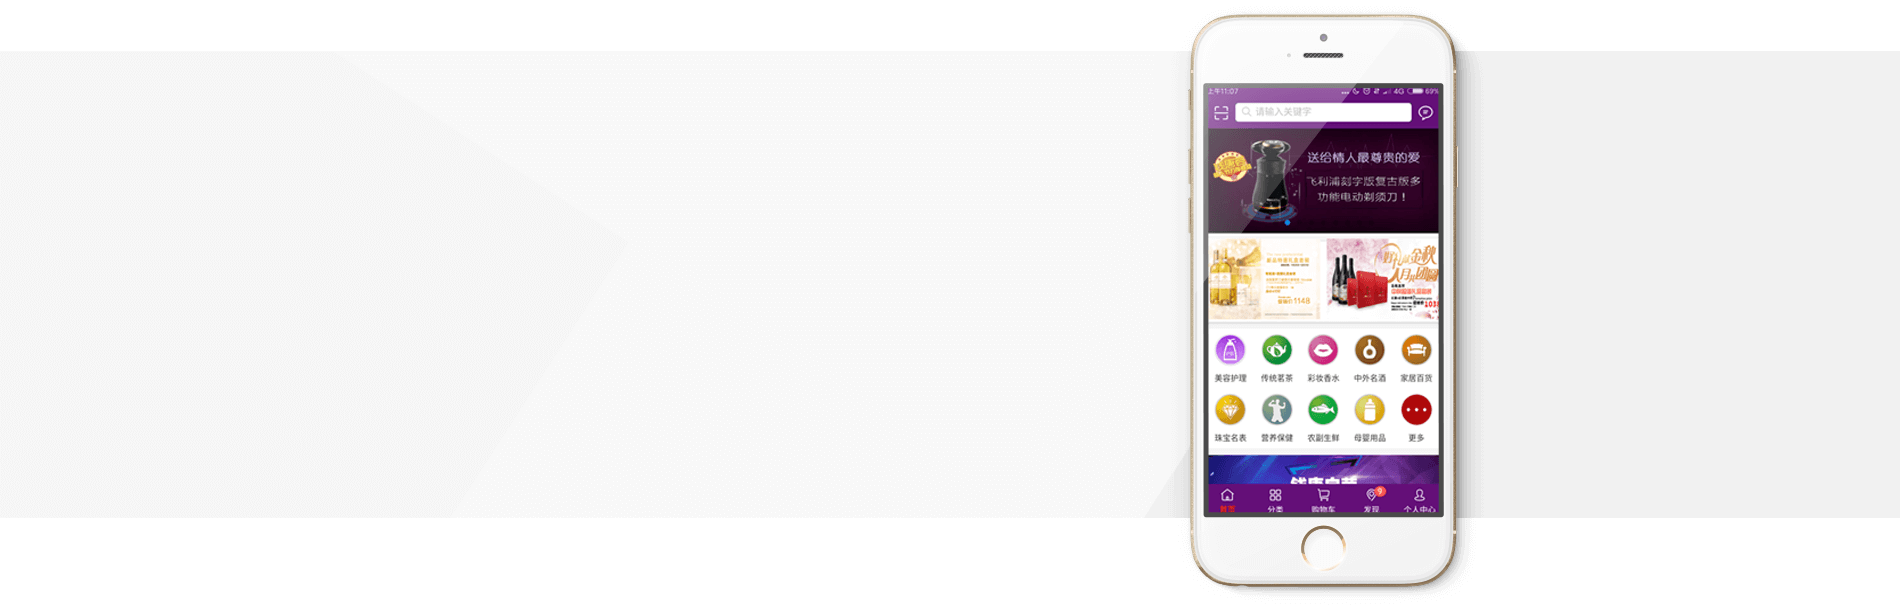 上午11:07
4G 69%
请输入关键字
送给情人最尊贵的爱
飞利浦刻字版复古版多
功能电动剃须刀！
1148
金秋
人月共团圆
103
美容护理 传统茗茶 彩妆香水 中外名酒 家居百货
珠宝名表 营养保健 农副生鲜 母婴用品 更多
9
首页 分类 购物车 发现 个人中心